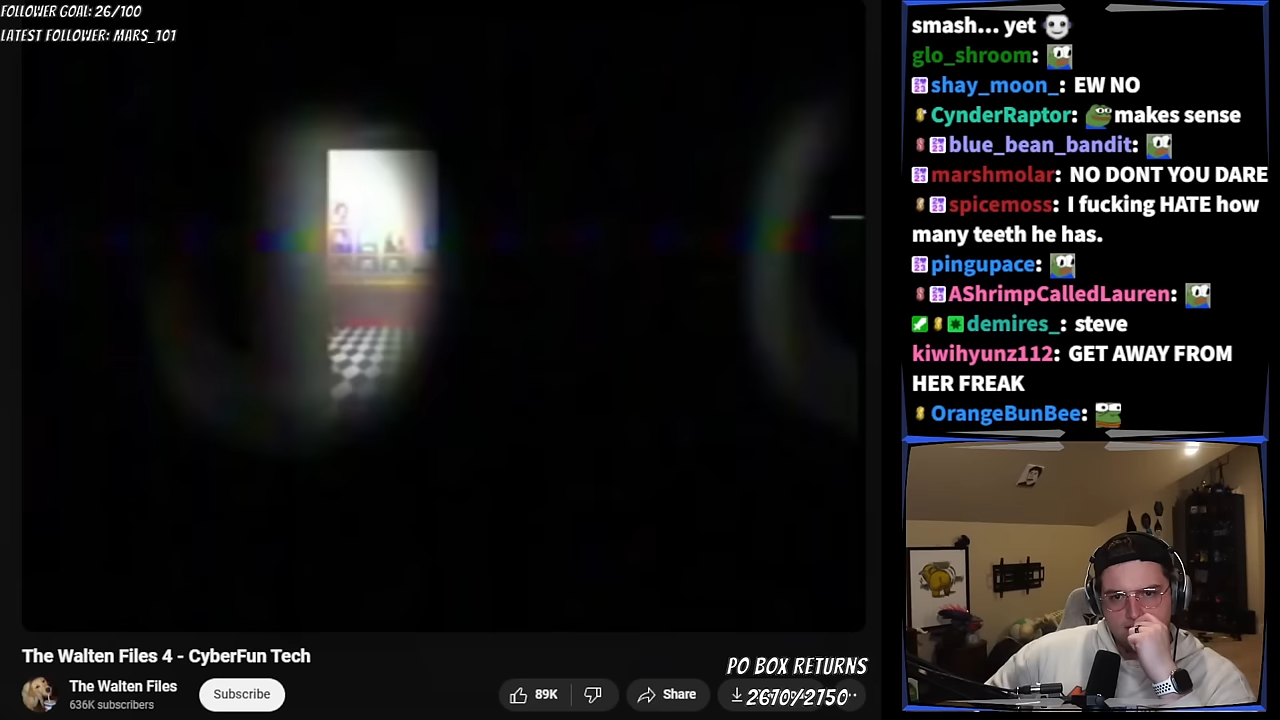 FOLLOWER GOAL: 26/100
LATEST FOLLOWER: MARS_101
smash... yet
glo_shroom:
shay_moon_: EW NO
CynderRaptor: makes sense
blue_bean_bandit:
marshmolar: NO DONT YOU DARE
spicemoss: I fucking HATE how
many teeth he has.
pingupace:
AShrimpCalledLauren:
demires_: steve
kiwihyunz112: GET AWAY FROM
HER FREAK
OrangeBunBee:
The Walten Files 4 - CyberFun Tech
The Walten Files
636K subscribers
Subscribe
89K
Share
PO BOX RETURNS
2670/2750